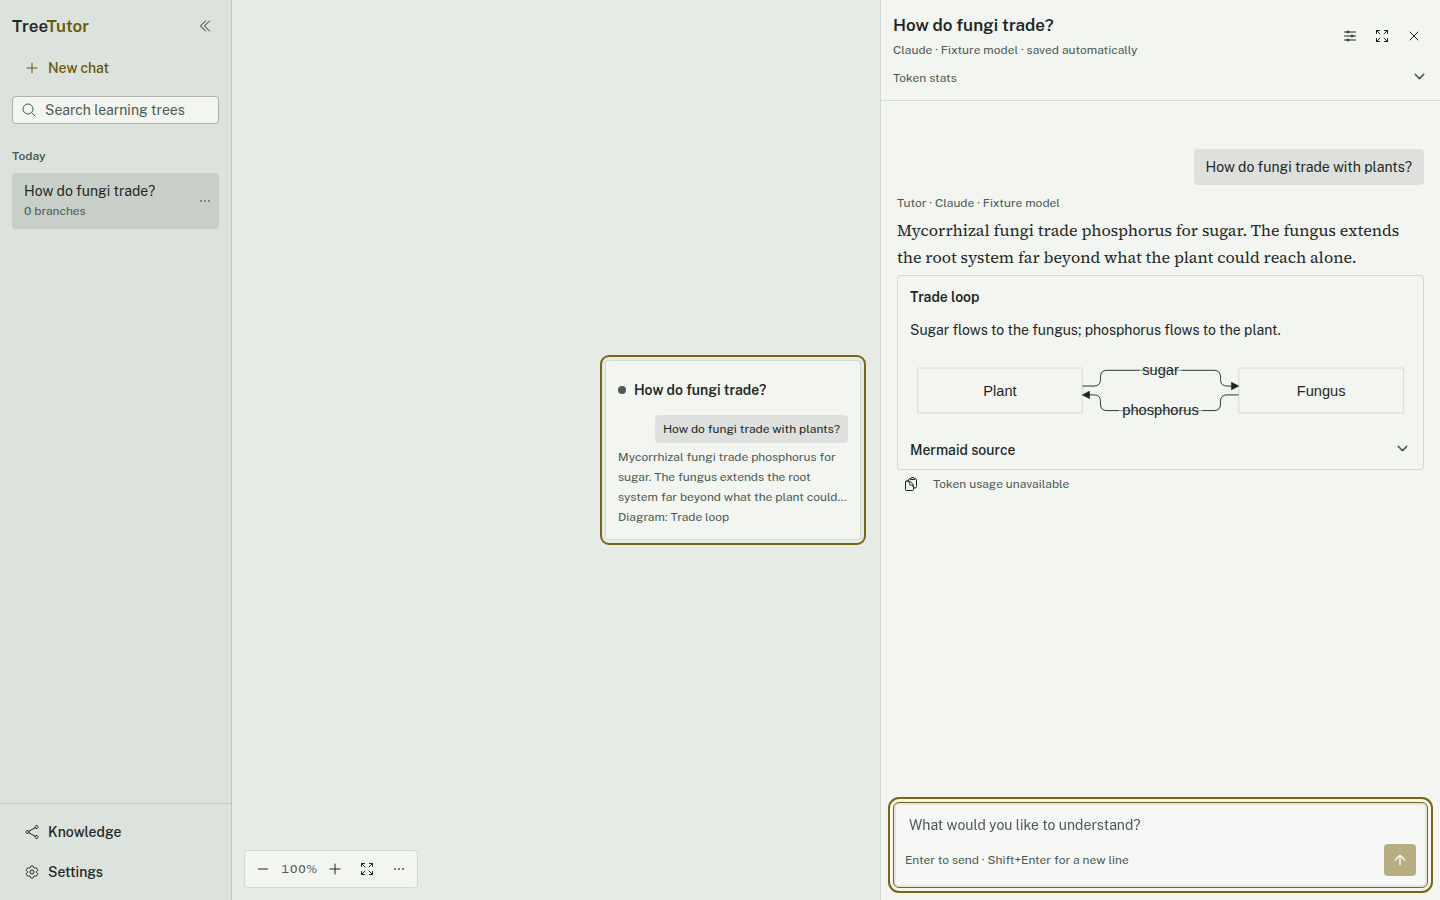 TreeTutor
New chat
Search learning trees
Today
How do fungi trade?
0 branches
Knowledge
Settings
How do fungi trade?
How do fungi trade with plants?
Mycorrhizal fungi trade phosphorus for
sugar. The fungus extends the root
system far beyond what the plant could...
Diagram: Trade loop
100%
How do fungi trade?
Claude · Fixture model · saved automatically
Token stats
How do fungi trade with plants?
Tutor · Claude · Fixture model
Mycorrhizal fungi trade phosphorus for sugar. The fungus extends
the root system far beyond what the plant could reach alone.
Trade loop
Sugar flows to the fungus; phosphorus flows to the plant.
sugar
Plant
Fungus
phosphorus
Mermaid source
Token usage unavailable
What would you like to understand?
Enter to send · Shift+Enter for a new line